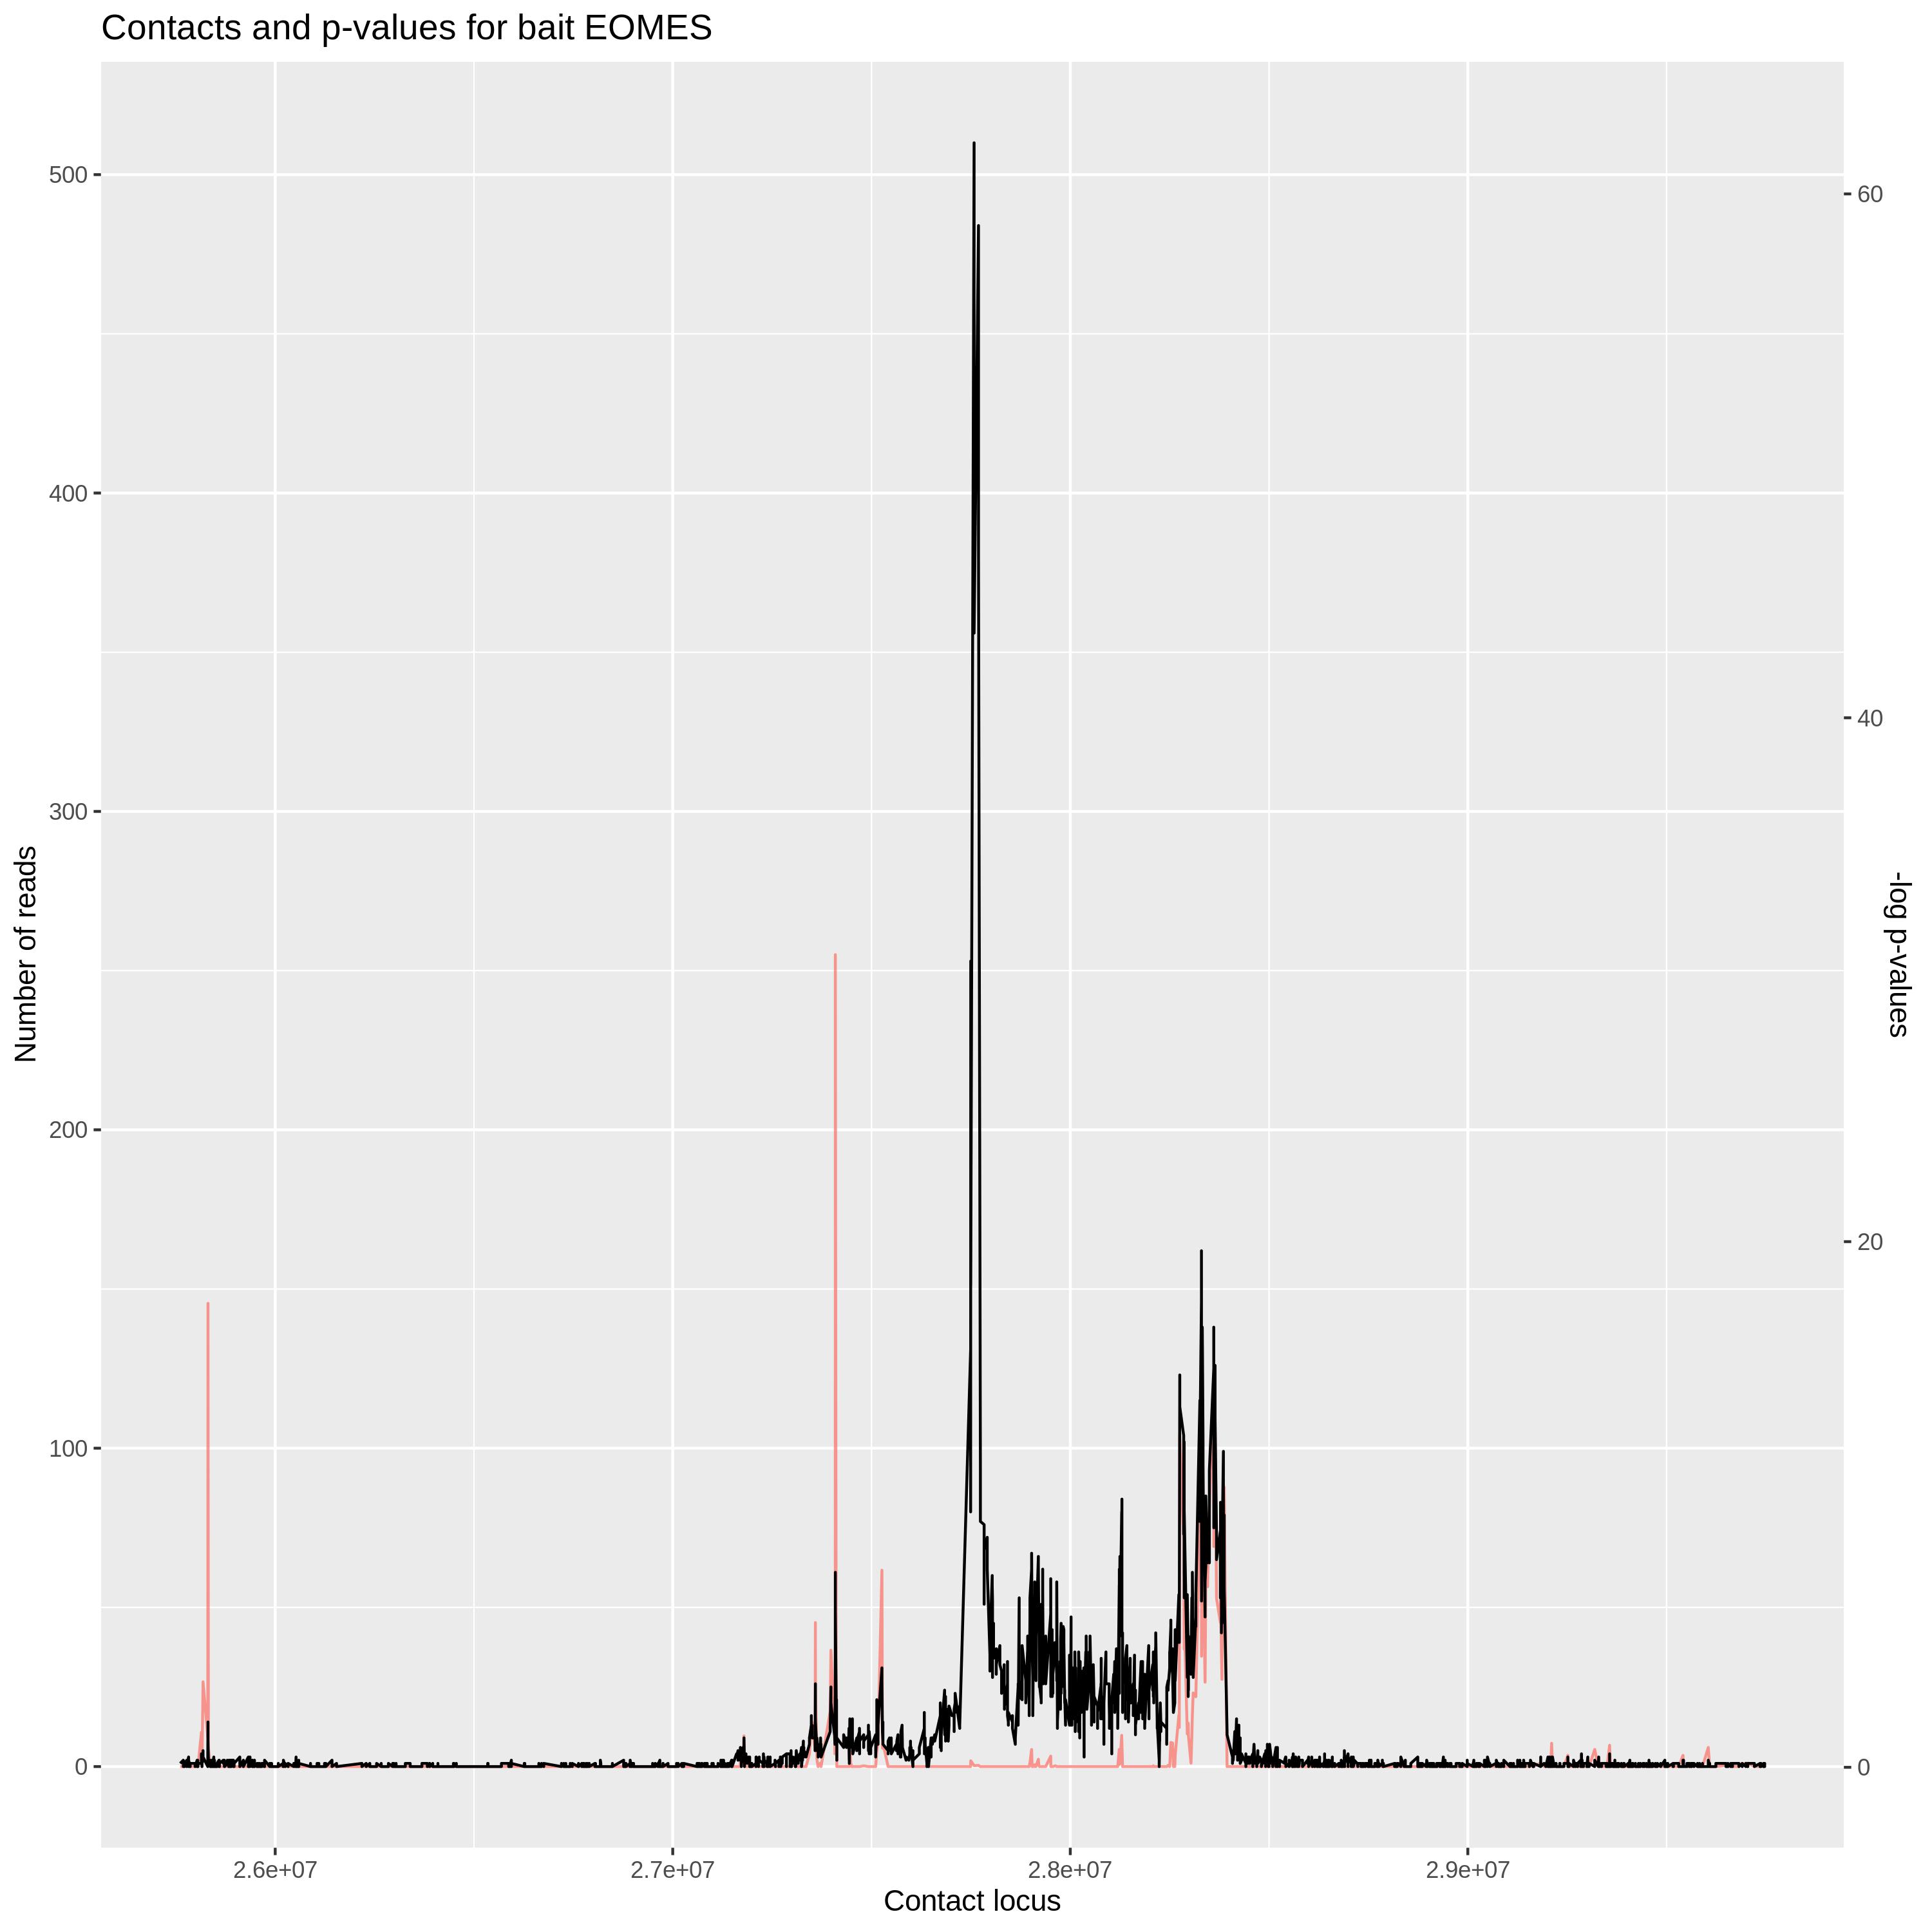 Contacts and p-values for bait EOMES
Number of reads
500
400
300
200
100
0
60
40
20
0
-log p-values
2.6e+07 2.7e+07 2.8e+07 2.9e+07
Contact locus